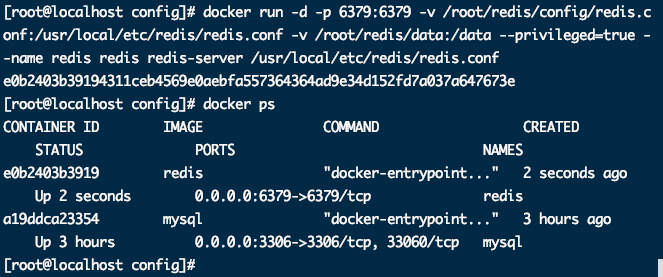 [root@localhost config]# docker run -d -p 6379:6379 -v /root/redis/config/redis.c
onf:/usr/local/etc/redis/redis.conf -v /root/redis/data:/data --privileged=true -
-name redis redis redis-server /usr/local/etc/redis/redis.conf
e0b2403b39194311ceb4569e0aebfa557364364ad9e34d152fd7a037a647673e
[root@localhost config]# docker ps
CONTAINER ID        IMAGE               COMMAND                  CREATED
    STATUS              PORTS                               NAMES
e0b2403b3919        redis               "docker-entrypoint..."   2 seconds ago
    Up 2 seconds        0.0.0.0:6379->6379/tcp              redis
a19ddca23354        mysql               "docker-entrypoint..."   3 hours ago
    Up 3 hours          0.0.0.0:3306->3306/tcp, 33060/tcp   mysql
[root@localhost config]#